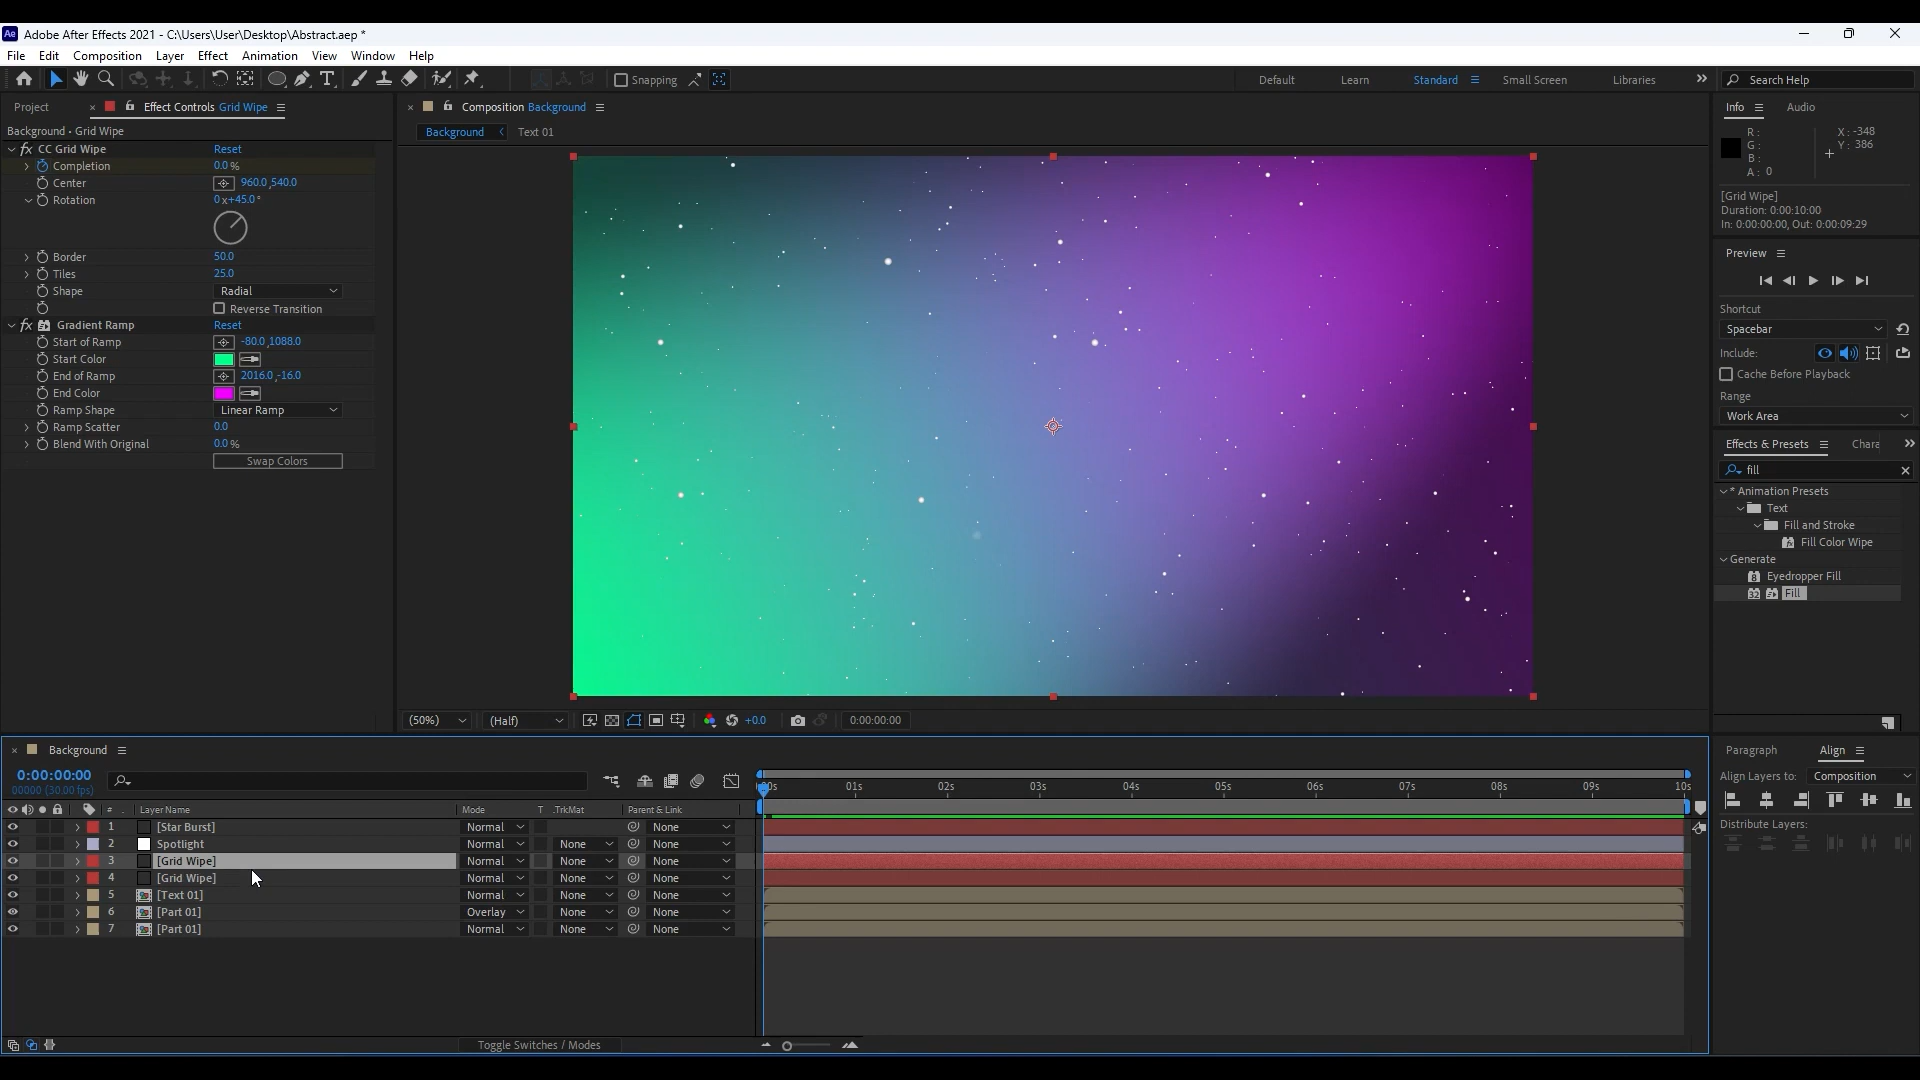 Ae Adobe After Effects 2021 - C:\Users\User\Desktop\Abstract.aep *
File Edit Composition Layer Effect Animation View Window Help
Snapping Default Learn Standard Small Screen Libraries Search Help
Project Effect Controls Grid Wipe
Background • Grid Wipe
fx CC Grid Wipe Reset
Completion 0.0 %
Center 960.0,540.0
Rotation 0x+45.0°
Border 50.0
Tiles 25.0
Shape Radial
Reverse Transition
fx Gradient Ramp Reset
Start of Ramp -80.0,1088.0
Start Color
End of Ramp 2016.0,-16.0
End Color
Ramp Shape Linear Ramp
Ramp Scatter 0.0
Blend With Original 0.0 %
Swap Colors
Composition Background
Background Text 01
(50%) (Half) +0.0 0:00:00:00
Info Audio
R: X: -348
G: Y: 386
B:
A: 0
[Grid Wipe]
Duration: 0:00:10:00
In: 0:00:00:00, Out: 0:00:09:29
Preview
Shortcut
Spacebar
Include:
Cache Before Playback
Range
Work Area
Effects & Presets Chara
fill
* Animation Presets
Text
Fill and Stroke
Fill Color Wipe
Generate
Eyedropper Fill
Fill
Paragraph Align
Align Layers to: Composition
Distribute Layers:
Background
0:00:00:00
00000 (30.00 fps)
# Layer Name Mode T .TrkMat Parent & Link
00s 01s 02s 03s 04s 05s 06s 07s 08s 09s 10s
1 [Star Burst] Normal None
2 Spotlight Normal None None
3 [Grid Wipe] Normal None None
4 [Grid Wipe] Normal None None
5 [Text 01] Normal None None
6 [Part 01] Overlay None None
7 [Part 01] Normal None None
Toggle Switches / Modes